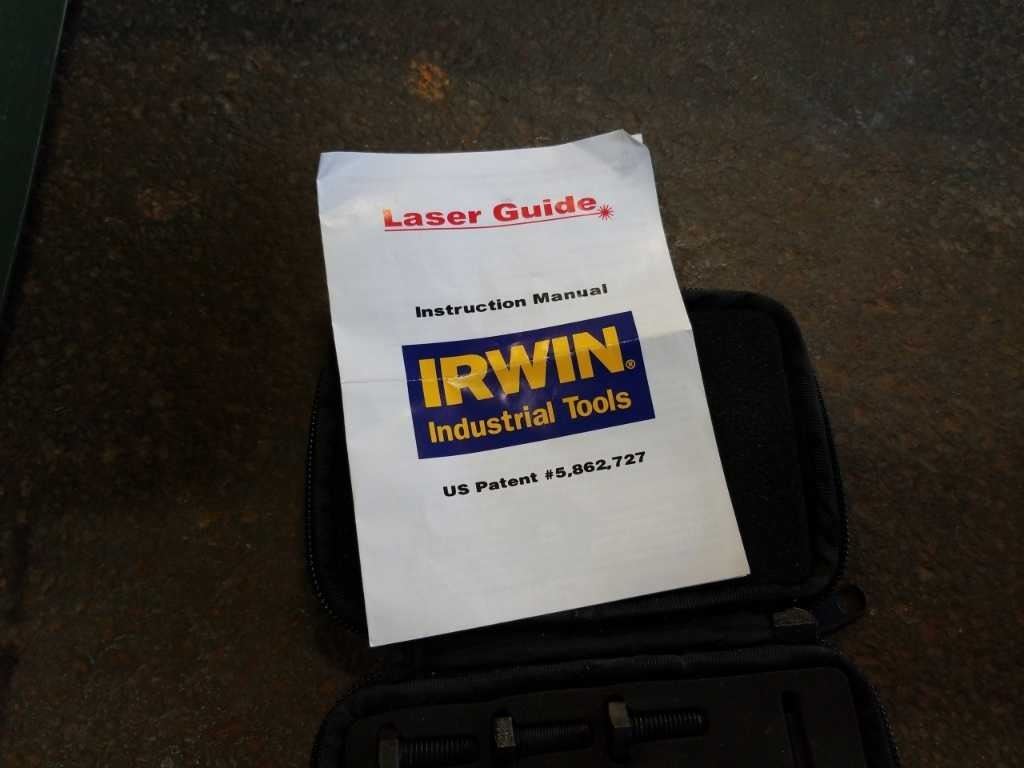 Laser Guide
Instruction Manual
IRWIN®
Industrial Tools
US Patent #5,862,727